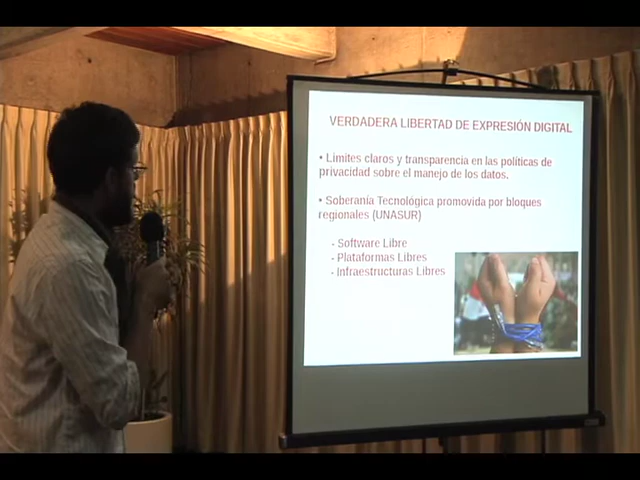 VERDADERA LIBERTAD DE EXPRESIÓN DIGITAL
• Limites claros y transparencia en las políticas de
privacidad sobre el manejo de los datos.
• Soberanía Tecnológica promovida por bloques
regionales (UNASUR)
- Software Libre
- Plataformas Libres
- Infraestructuras Libres